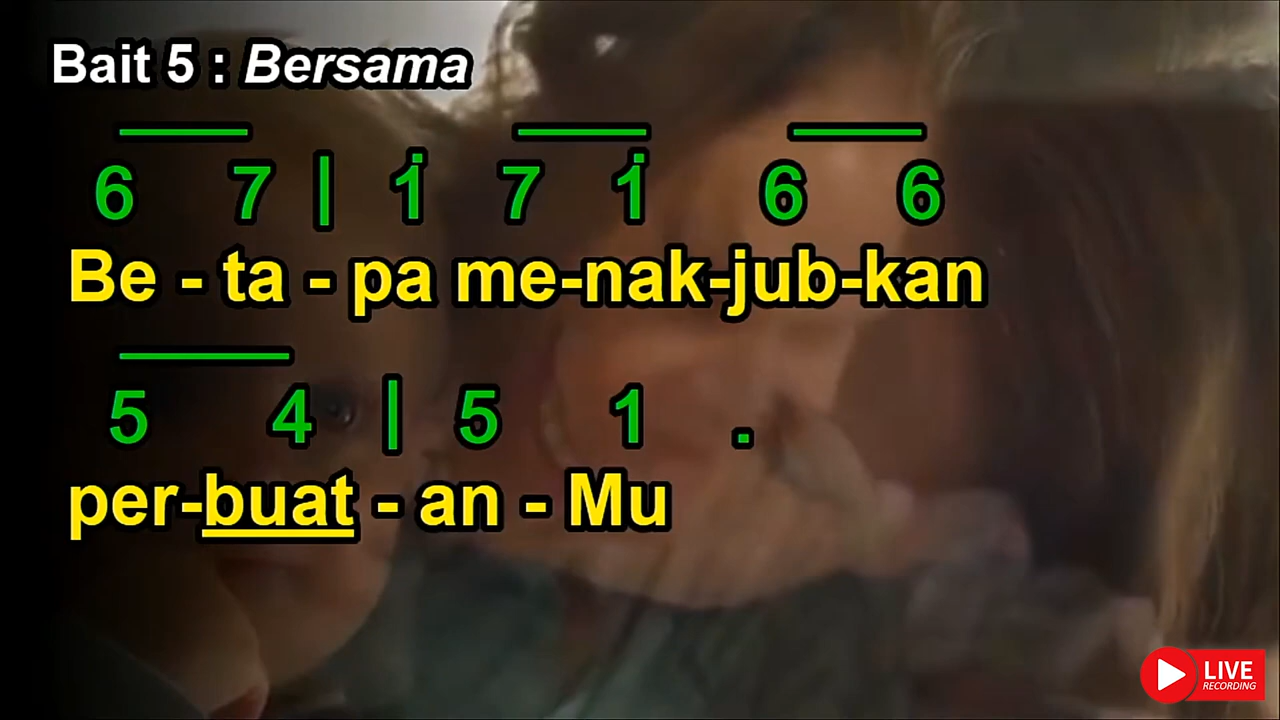 Bait 5 : Bersama
6 7 | 1̇ 7 1̇ 6 6
Be - ta - pa me-nak-jub-kan
5 4 | 5 1 .
per-buat - an - Mu
LIVE
RECORDING